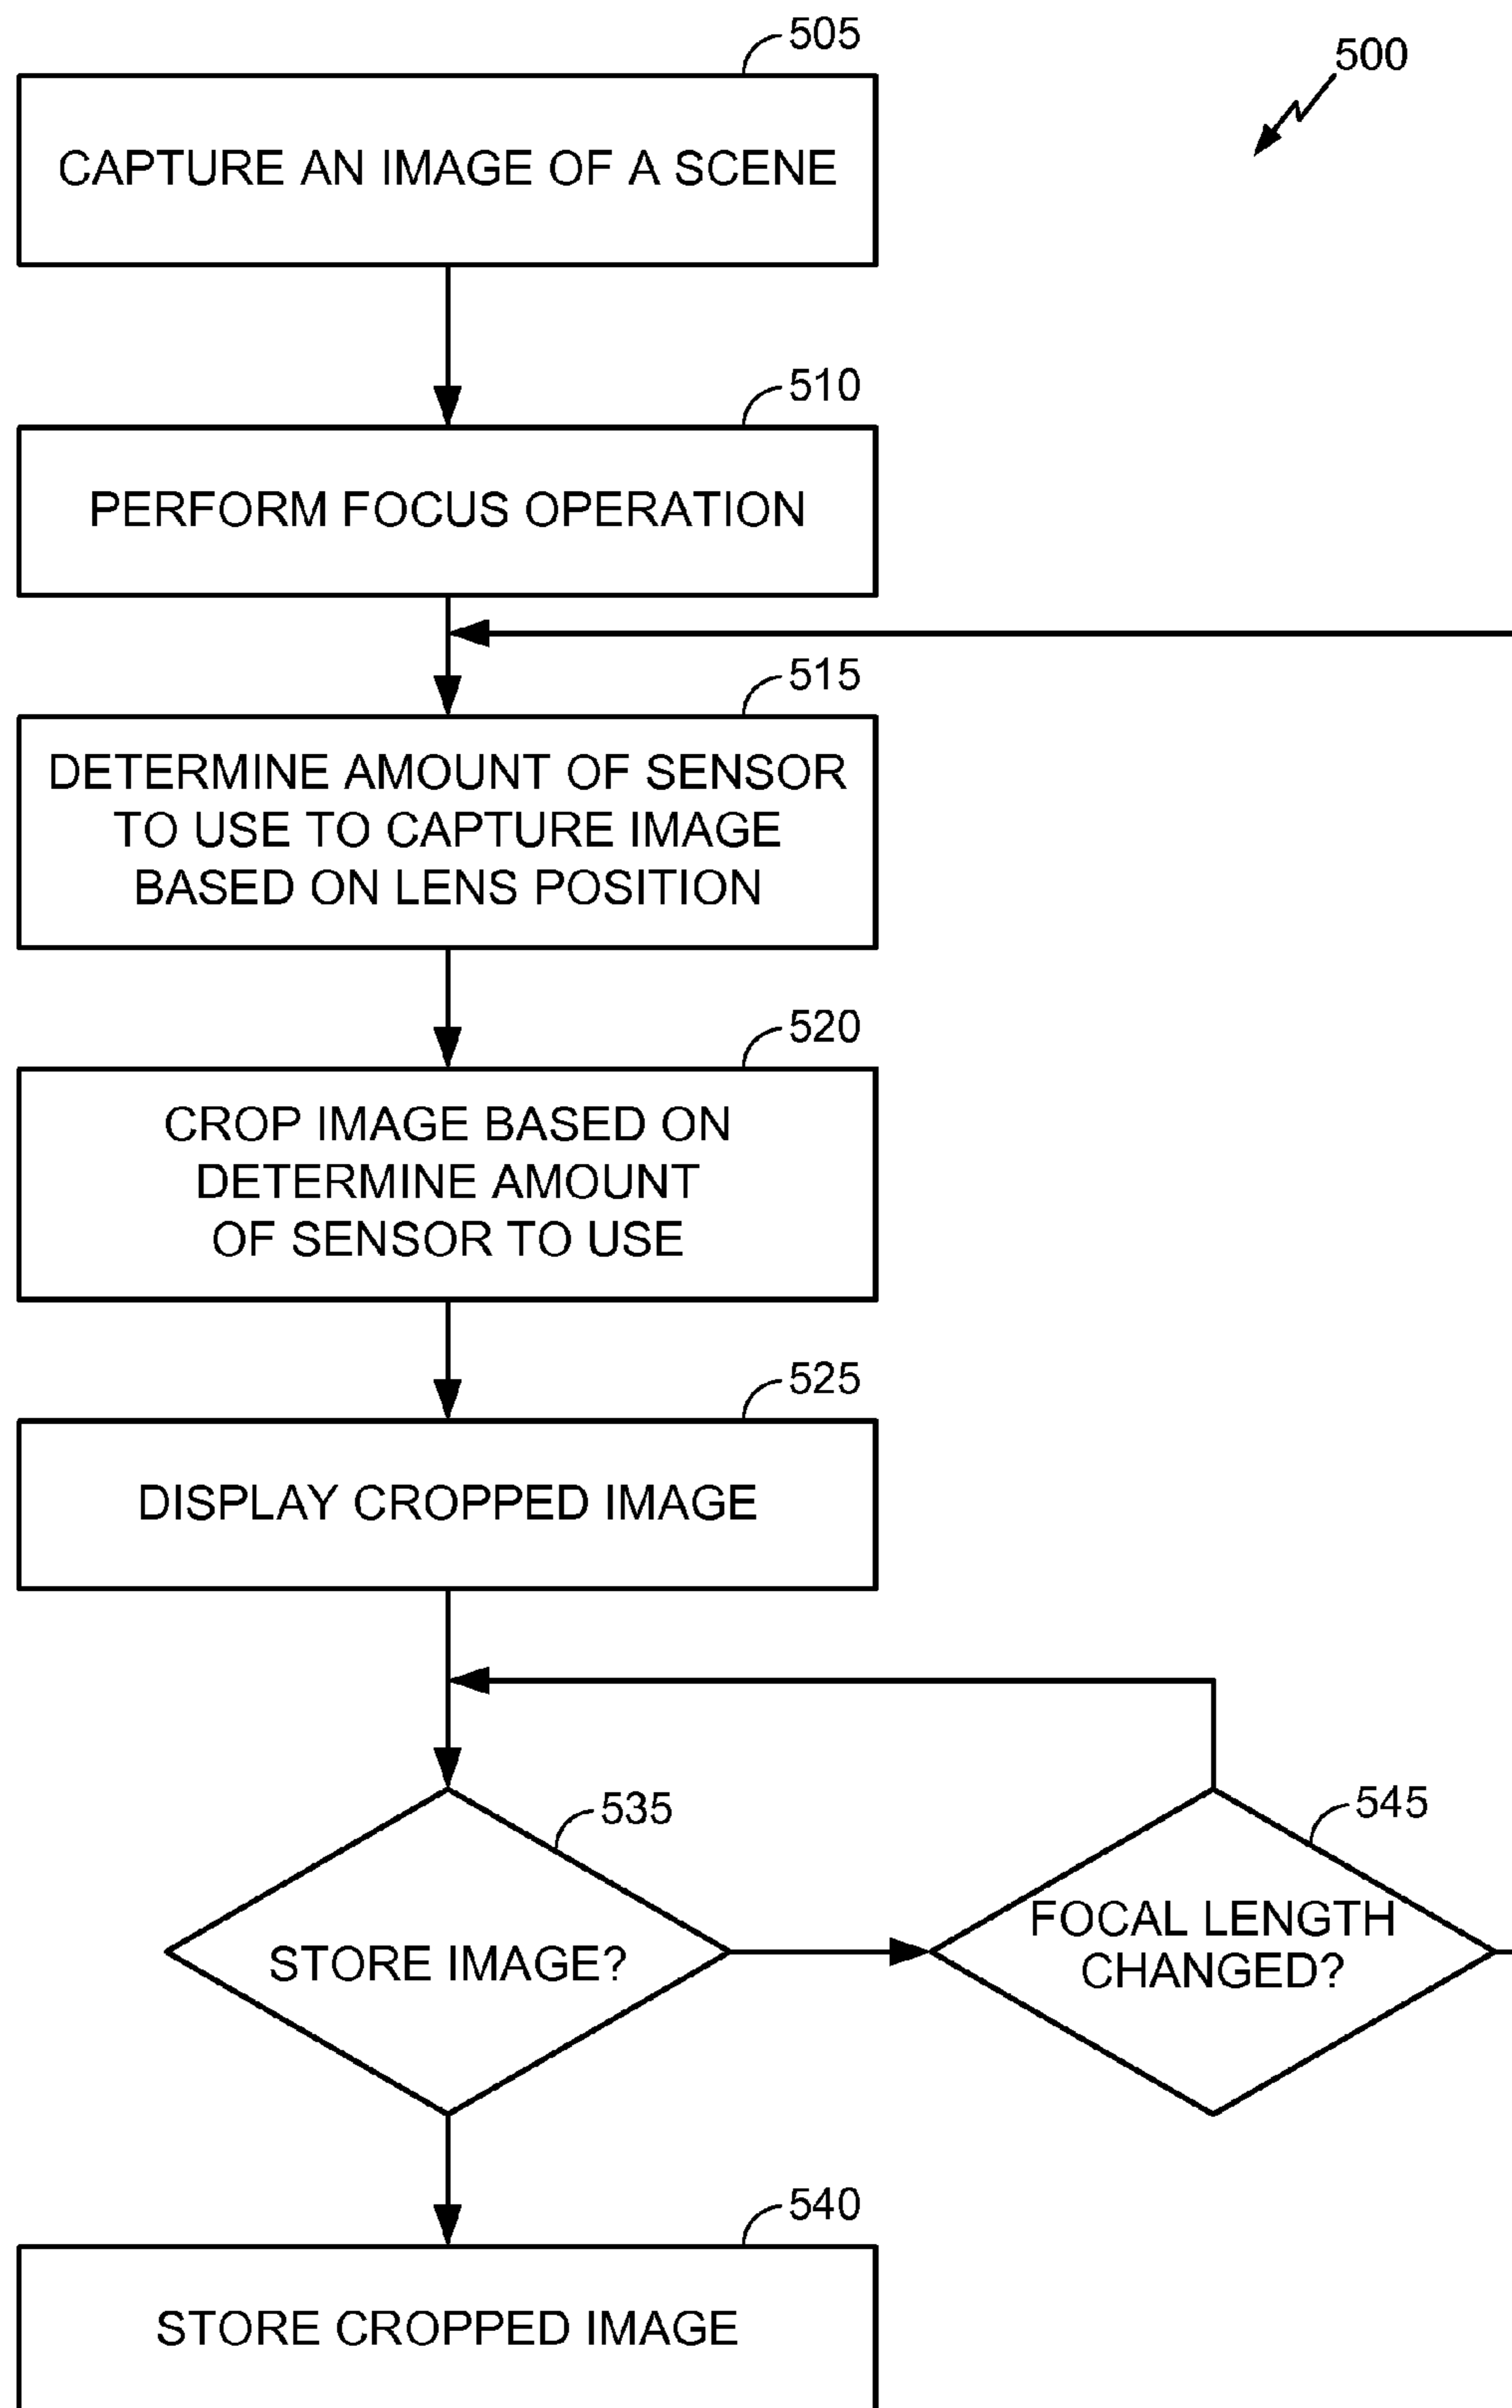 505
500
CAPTURE AN IMAGE OF A SCENE
510
PERFORM FOCUS OPERATION
515
DETERMINE AMOUNT OF SENSOR
TO USE TO CAPTURE IMAGE
BASED ON LENS POSITION
520
CROP IMAGE BASED ON
DETERMINE AMOUNT
OF SENSOR TO USE
525
DISPLAY CROPPED IMAGE
535
STORE IMAGE?
545
FOCAL LENGTH
CHANGED?
540
STORE CROPPED IMAGE